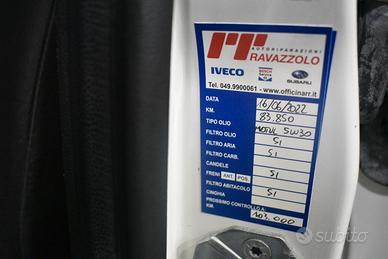 AUTORIPARAZIONI
RAVAZZOLO
IVECO BOSCH Service SUBARU
Tel. 049.9900061 - www.officinarr.it
DATA 16/06/2022
KM. 83.850
TIPO OLIO MOTUL 5W30
FILTRO OLIO SI
FILTRO ARIA SI
FILTRO CARB.
CANDELE
FRENI ANT. POS. SI
FILTRO ABITACOLO SI
CINGHIA
PROSSIMO CONTROLLO A
KM. 103.000
subito